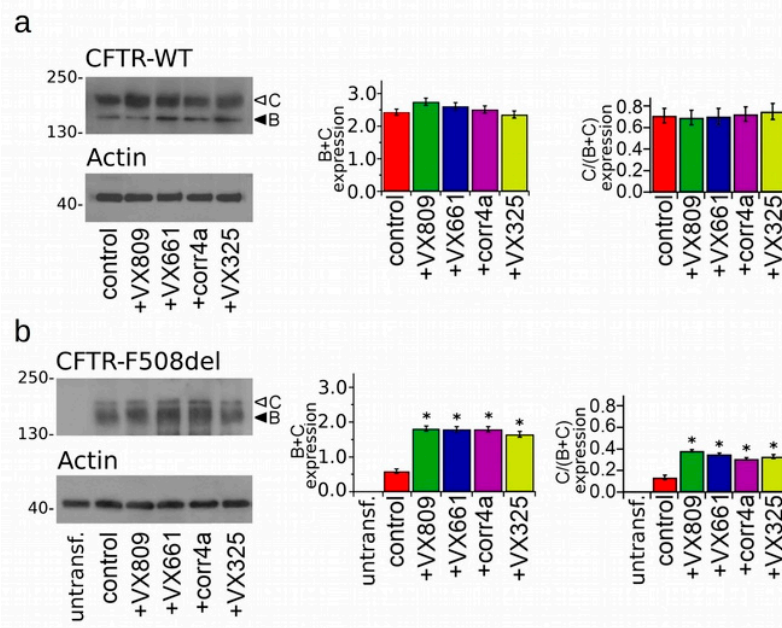 a
CFTR-WT
250-
130-
C
B
Actin
40-
control
+VX809
+VX661
+corr4a
+VX325
B+C
expression
3.0
2.0
1.0
0.0
control
+VX809
+VX661
+corr4a
+VX325
C/(B+C)
expression
0.8
0.6
0.4
0.2
0.0
control
+VX809
+VX661
+corr4a
+VX325
b
CFTR-F508del
250-
130-
C
B
Actin
40-
untransf.
control
+VX809
+VX661
+corr4a
+VX325
B+C
expression
3.0
2.0
1.0
0.0
* * * *
untransf.
control
+VX809
+VX661
+corr4a
+VX325
C/(B+C)
expression
0.8
0.6
0.4
0.2
0.0
* * * *
untransf.
control
+VX809
+VX661
+corr4a
+VX325